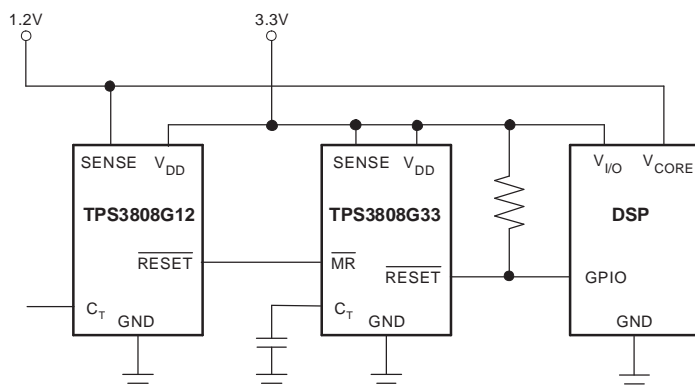 1.2V 3.3V
SENSE V_DD SENSE V_DD V_I/O V_CORE
TPS3808G12 TPS3808G33 DSP
RESET MR RESET GPIO
C_T GND C_T GND GND